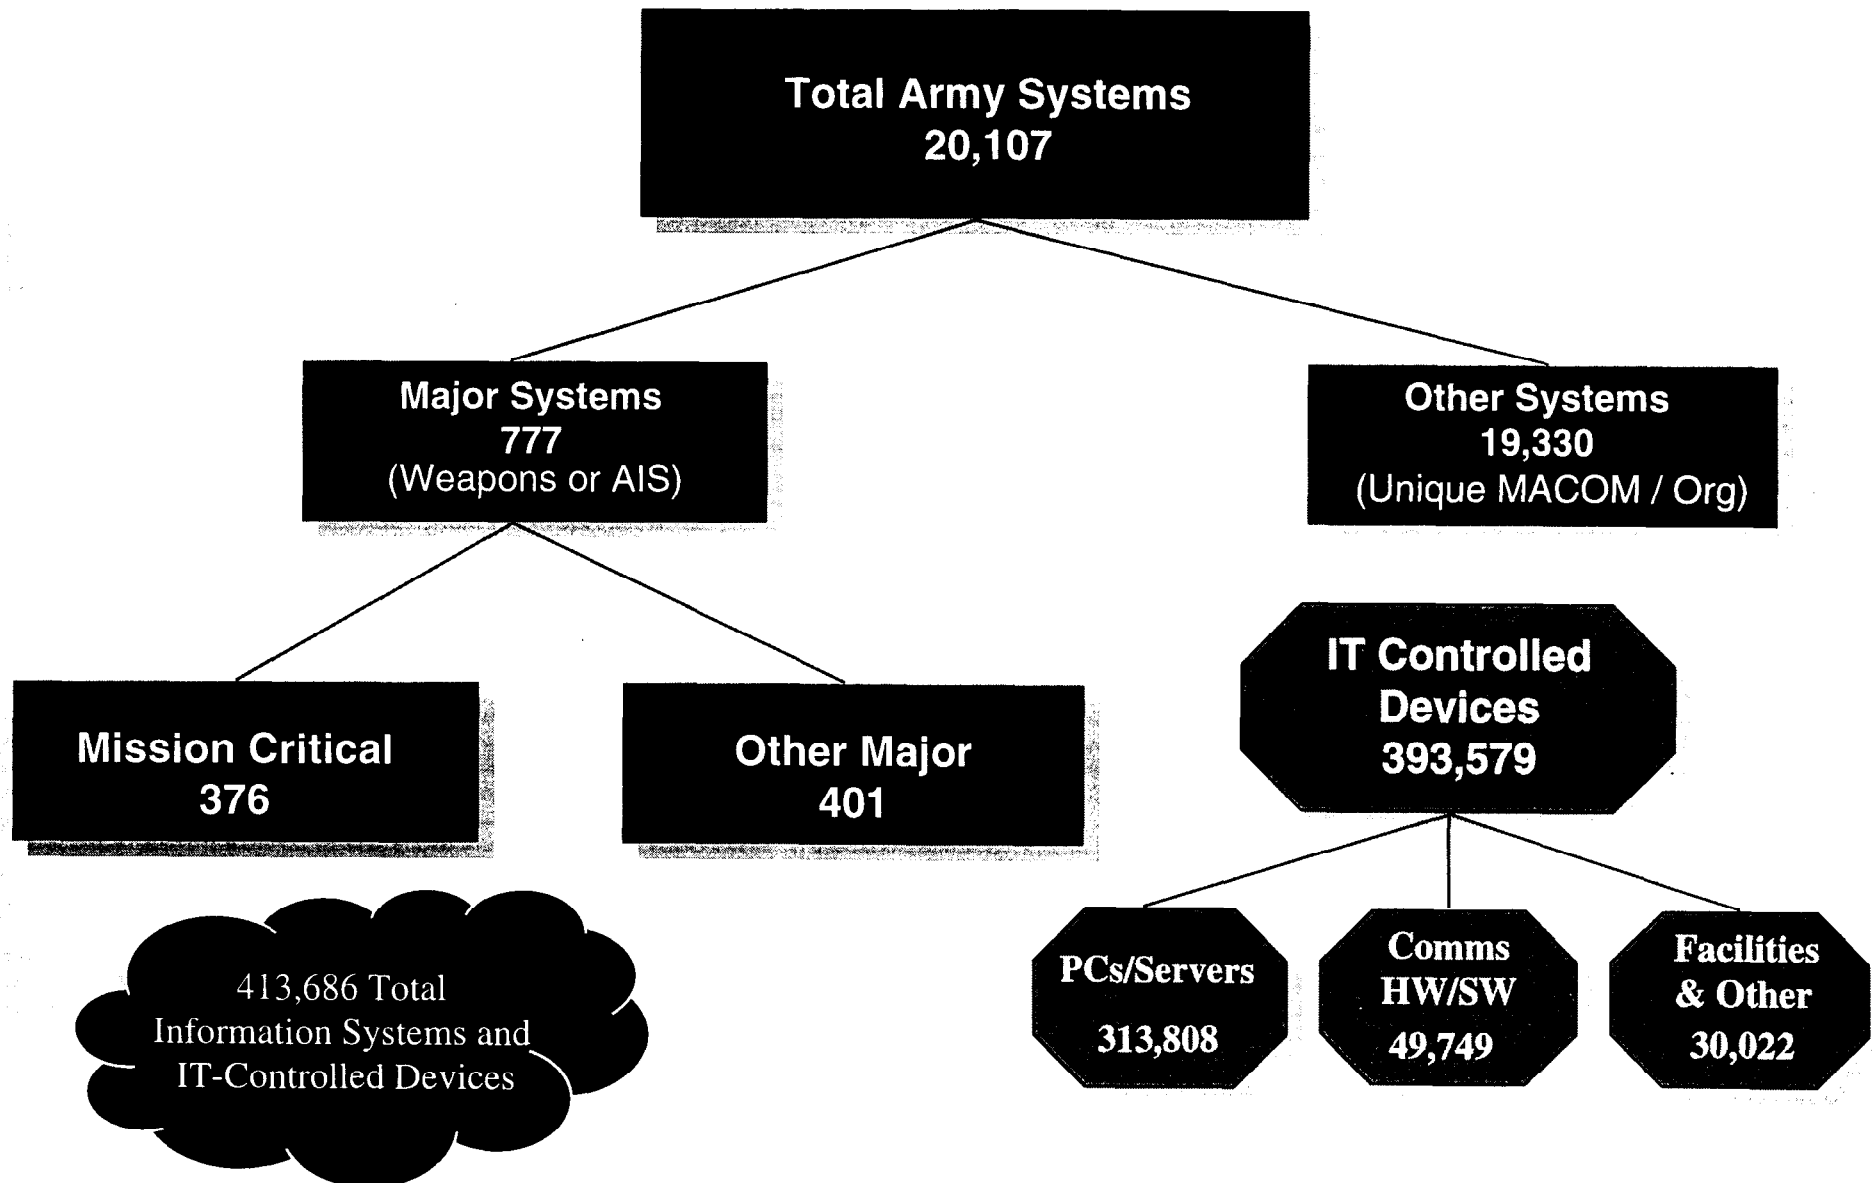 Total Army Systems
20,107
Major Systems
777
(Weapons or AIS)
Other Systems
19,330
(Unique MACOM / Org)
Mission Critical
376
Other Major
401
IT Controlled
Devices
393,579
413,686 Total
Information Systems and
IT-Controlled Devices
PCs/Servers
313,808
Comms
HW/SW
49,749
Facilities
& Other
30,022